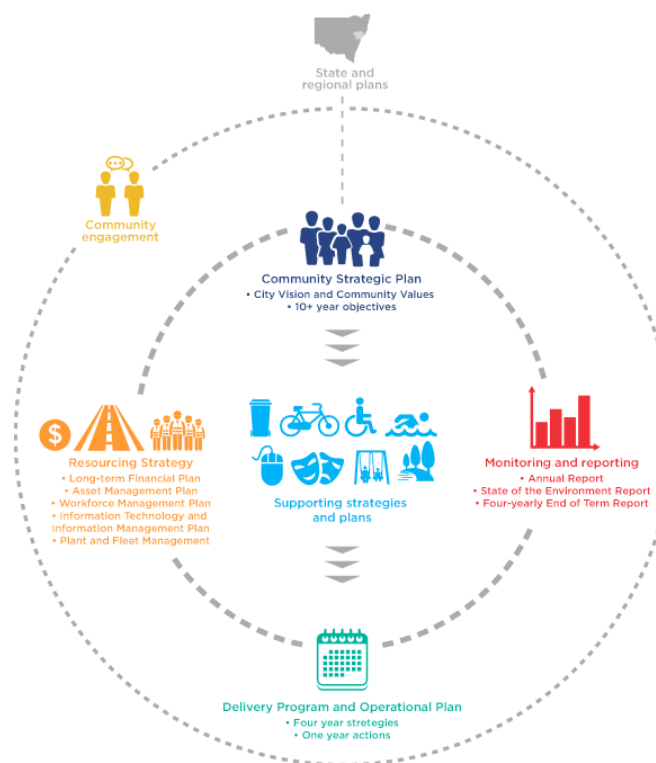 State and
regional plans
Community
engagement
Community Strategic Plan
• City Vision and Community Values
• 10+ year objectives
$
Resourcing Strategy
• Long-term Financial Plan
• Asset Management Plan
• Workforce Management Plan
• Information Technology and
Information Management Plan
• Plant and Fleet Management
Supporting strategies
and plans
Monitoring and reporting
• Annual Report
• State of the Environment Report
• Four-yearly End of Term Report
Delivery Program and Operational Plan
• Four year stretegies
• One year actions